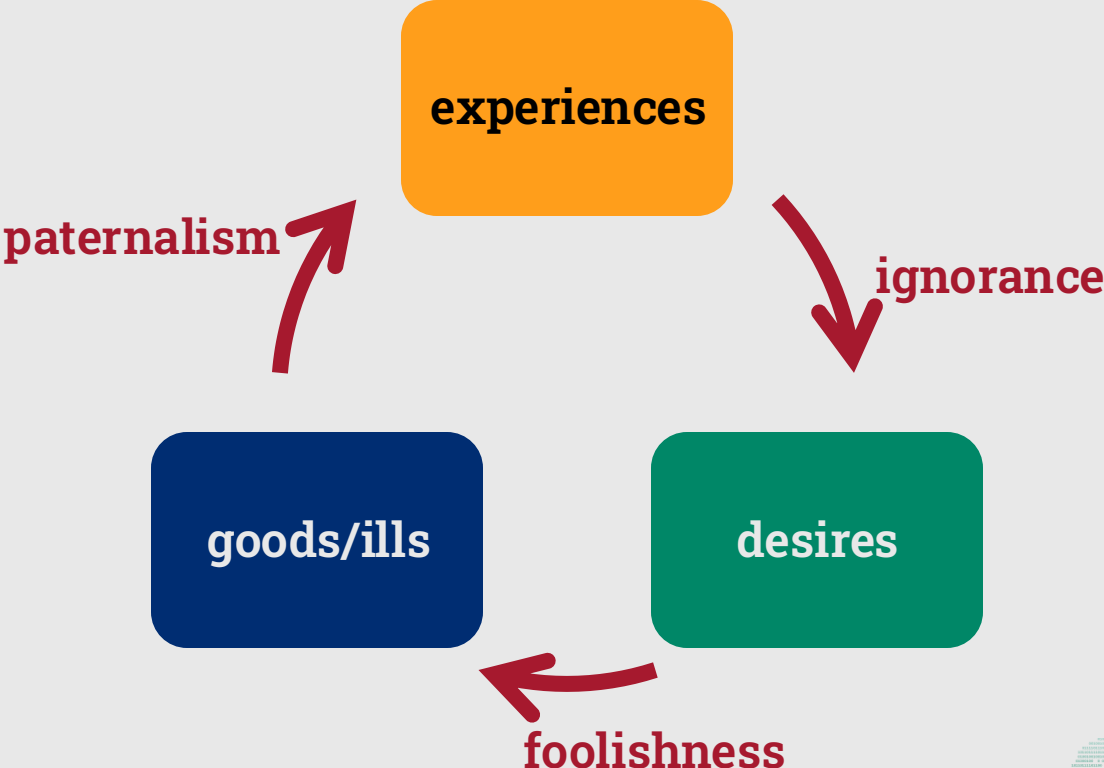 experiences
paternalism
ignorance
goods/ills
desires
foolishness